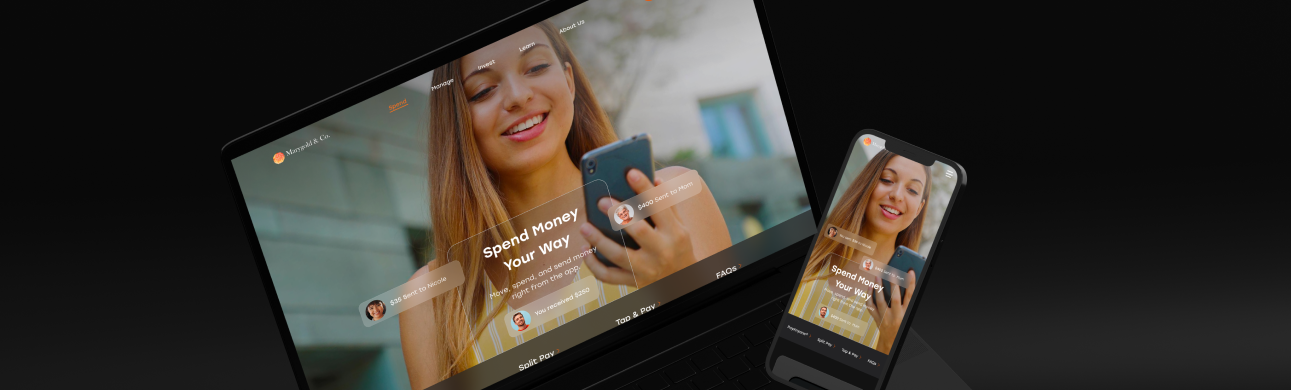 Marygold & Co.
Spend
Manage
Invest
Learn
About Us
Spend Money
Your Way
Move, spend, and send money
right from the app.
$35 Sent to Nicole
$400 Sent to Mom
You received $250
Split Pay
Tap & Pay
FAQs
Spend Money
Your Way
Split Pay
Tap & Pay
FAQs